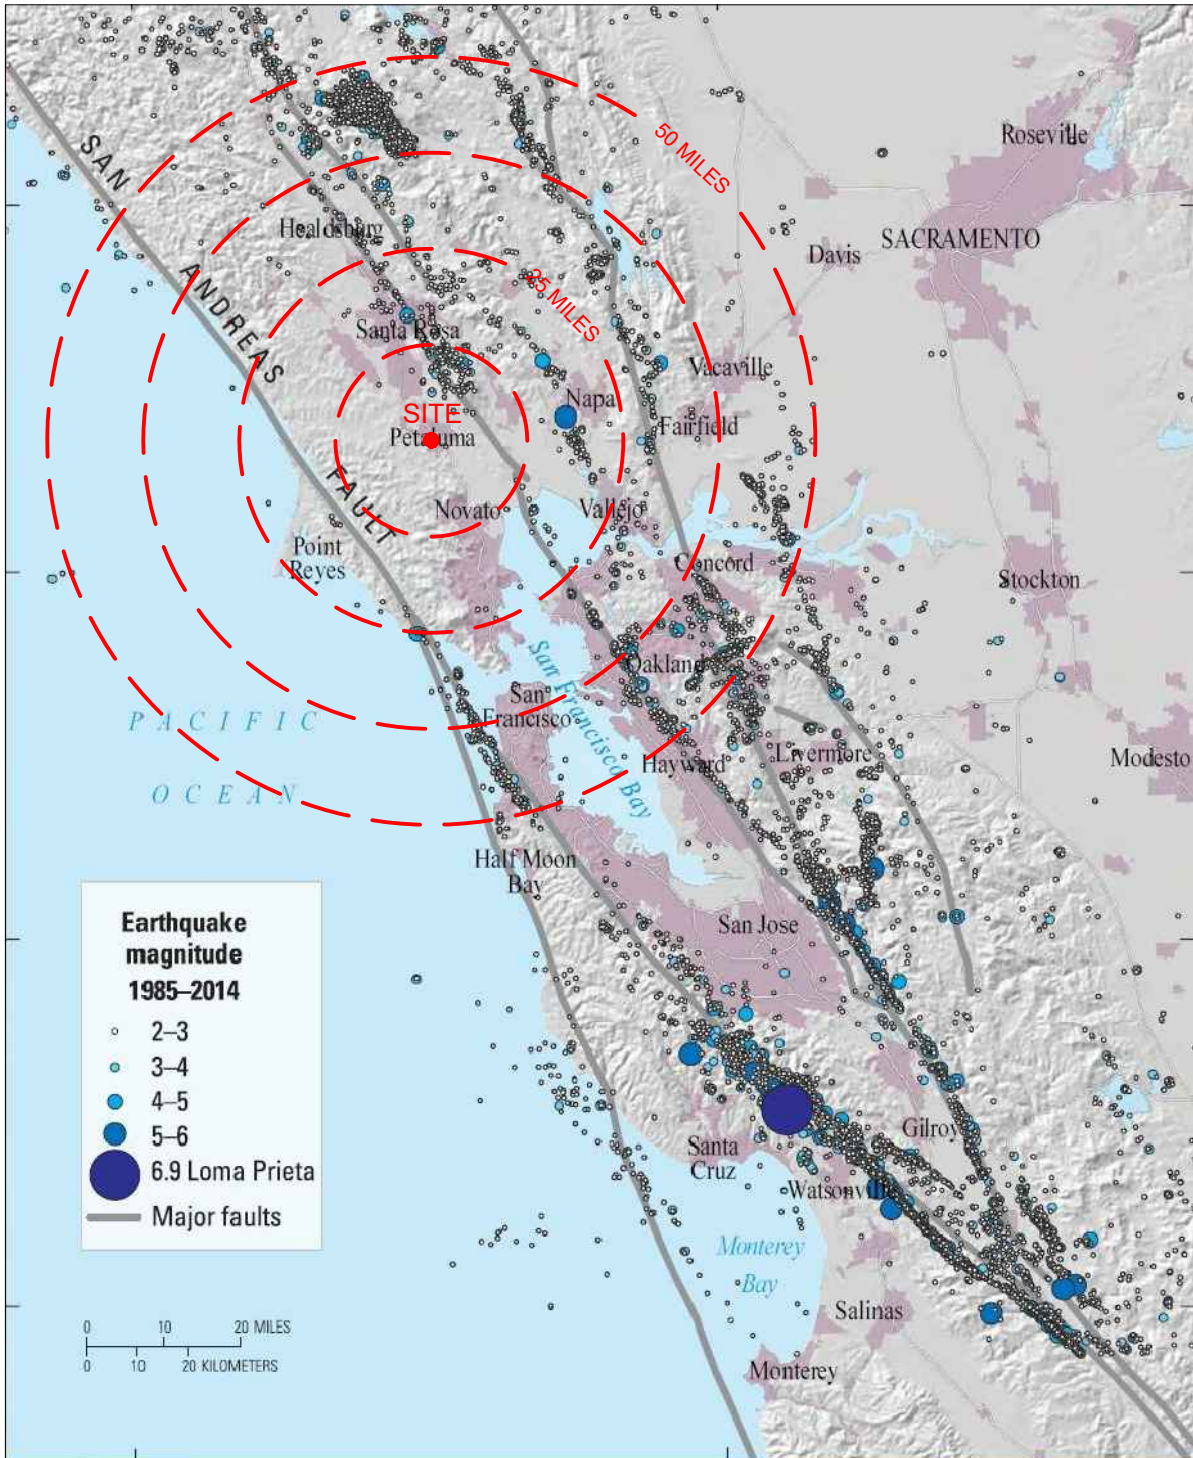 50 MILES
Roseville
SAN
ANDREAS
FAULT
Healdsburg
SACRAMENTO
Davis
25 MILES
Santa Rosa
Vacaville
SITE
Napa
Petaluma
Fairfield
Novato
Vallejo
Point
Reyes
Concord
Stockton
San Francisco Bay
Oakland
San
Francisco
PACIFIC
OCEAN
Hayward
Livermore
Modesto
Half Moon
Bay
San Jose
Earthquake
magnitude
1985–2014
2–3
3–4
4–5
5–6
6.9 Loma Prieta
Major faults
Gilroy
Santa
Cruz
Watsonville
Monterey
Bay
Salinas
Monterey
0 10 20 MILES
0 10 20 KILOMETERS